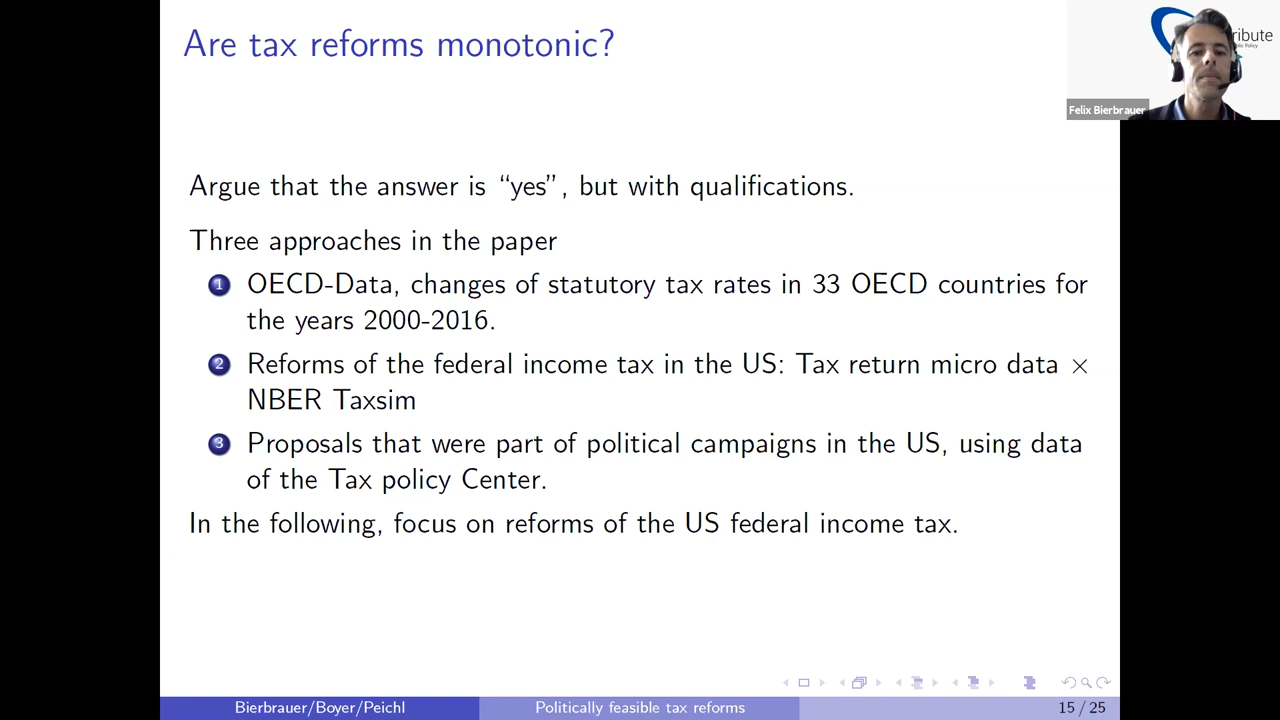 Are tax reforms monotonic?
ribute
Felix Bierbrauer
Argue that the answer is “yes”, but with qualifications.
Three approaches in the paper
1 OECD-Data, changes of statutory tax rates in 33 OECD countries for
the years 2000-2016.
2 Reforms of the federal income tax in the US: Tax return micro data ×
NBER Taxsim
3 Proposals that were part of political campaigns in the US, using data
of the Tax policy Center.
In the following, focus on reforms of the US federal income tax.
Bierbrauer/Boyer/Peichl
Politically feasible tax reforms
15 / 25